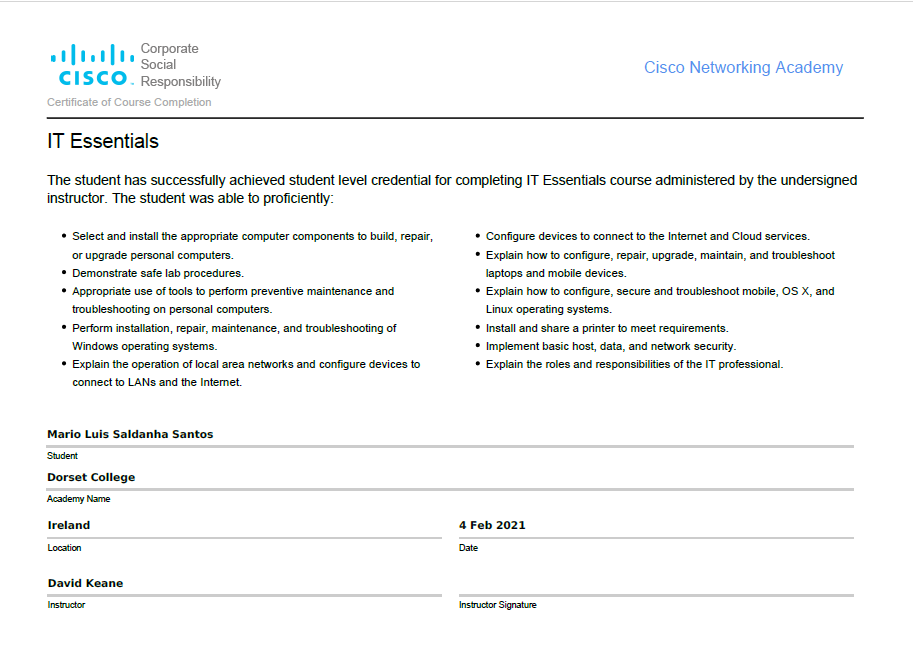 Corporate
Social
Responsibility
CISCO.
Cisco Networking Academy
Certificate of Course Completion
IT Essentials
The student has successfully achieved student level credential for completing IT Essentials course administered by the undersigned
instructor. The student was able to proficiently:
• Select and install the appropriate computer components to build, repair,
or upgrade personal computers.
• Demonstrate safe lab procedures.
• Appropriate use of tools to perform preventive maintenance and
troubleshooting on personal computers.
• Perform installation, repair, maintenance, and troubleshooting of
Windows operating systems.
• Explain the operation of local area networks and configure devices to
connect to LANs and the Internet.
• Configure devices to connect to the Internet and Cloud services.
• Explain how to configure, repair, upgrade, maintain, and troubleshoot
laptops and mobile devices.
• Explain how to configure, secure and troubleshoot mobile, OS X, and
Linux operating systems.
• Install and share a printer to meet requirements.
• Implement basic host, data, and network security.
• Explain the roles and responsibilities of the IT professional.
Mario Luis Saldanha Santos
Student
Dorset College
Academy Name
Ireland
Location
4 Feb 2021
Date
David Keane
Instructor
Instructor Signature